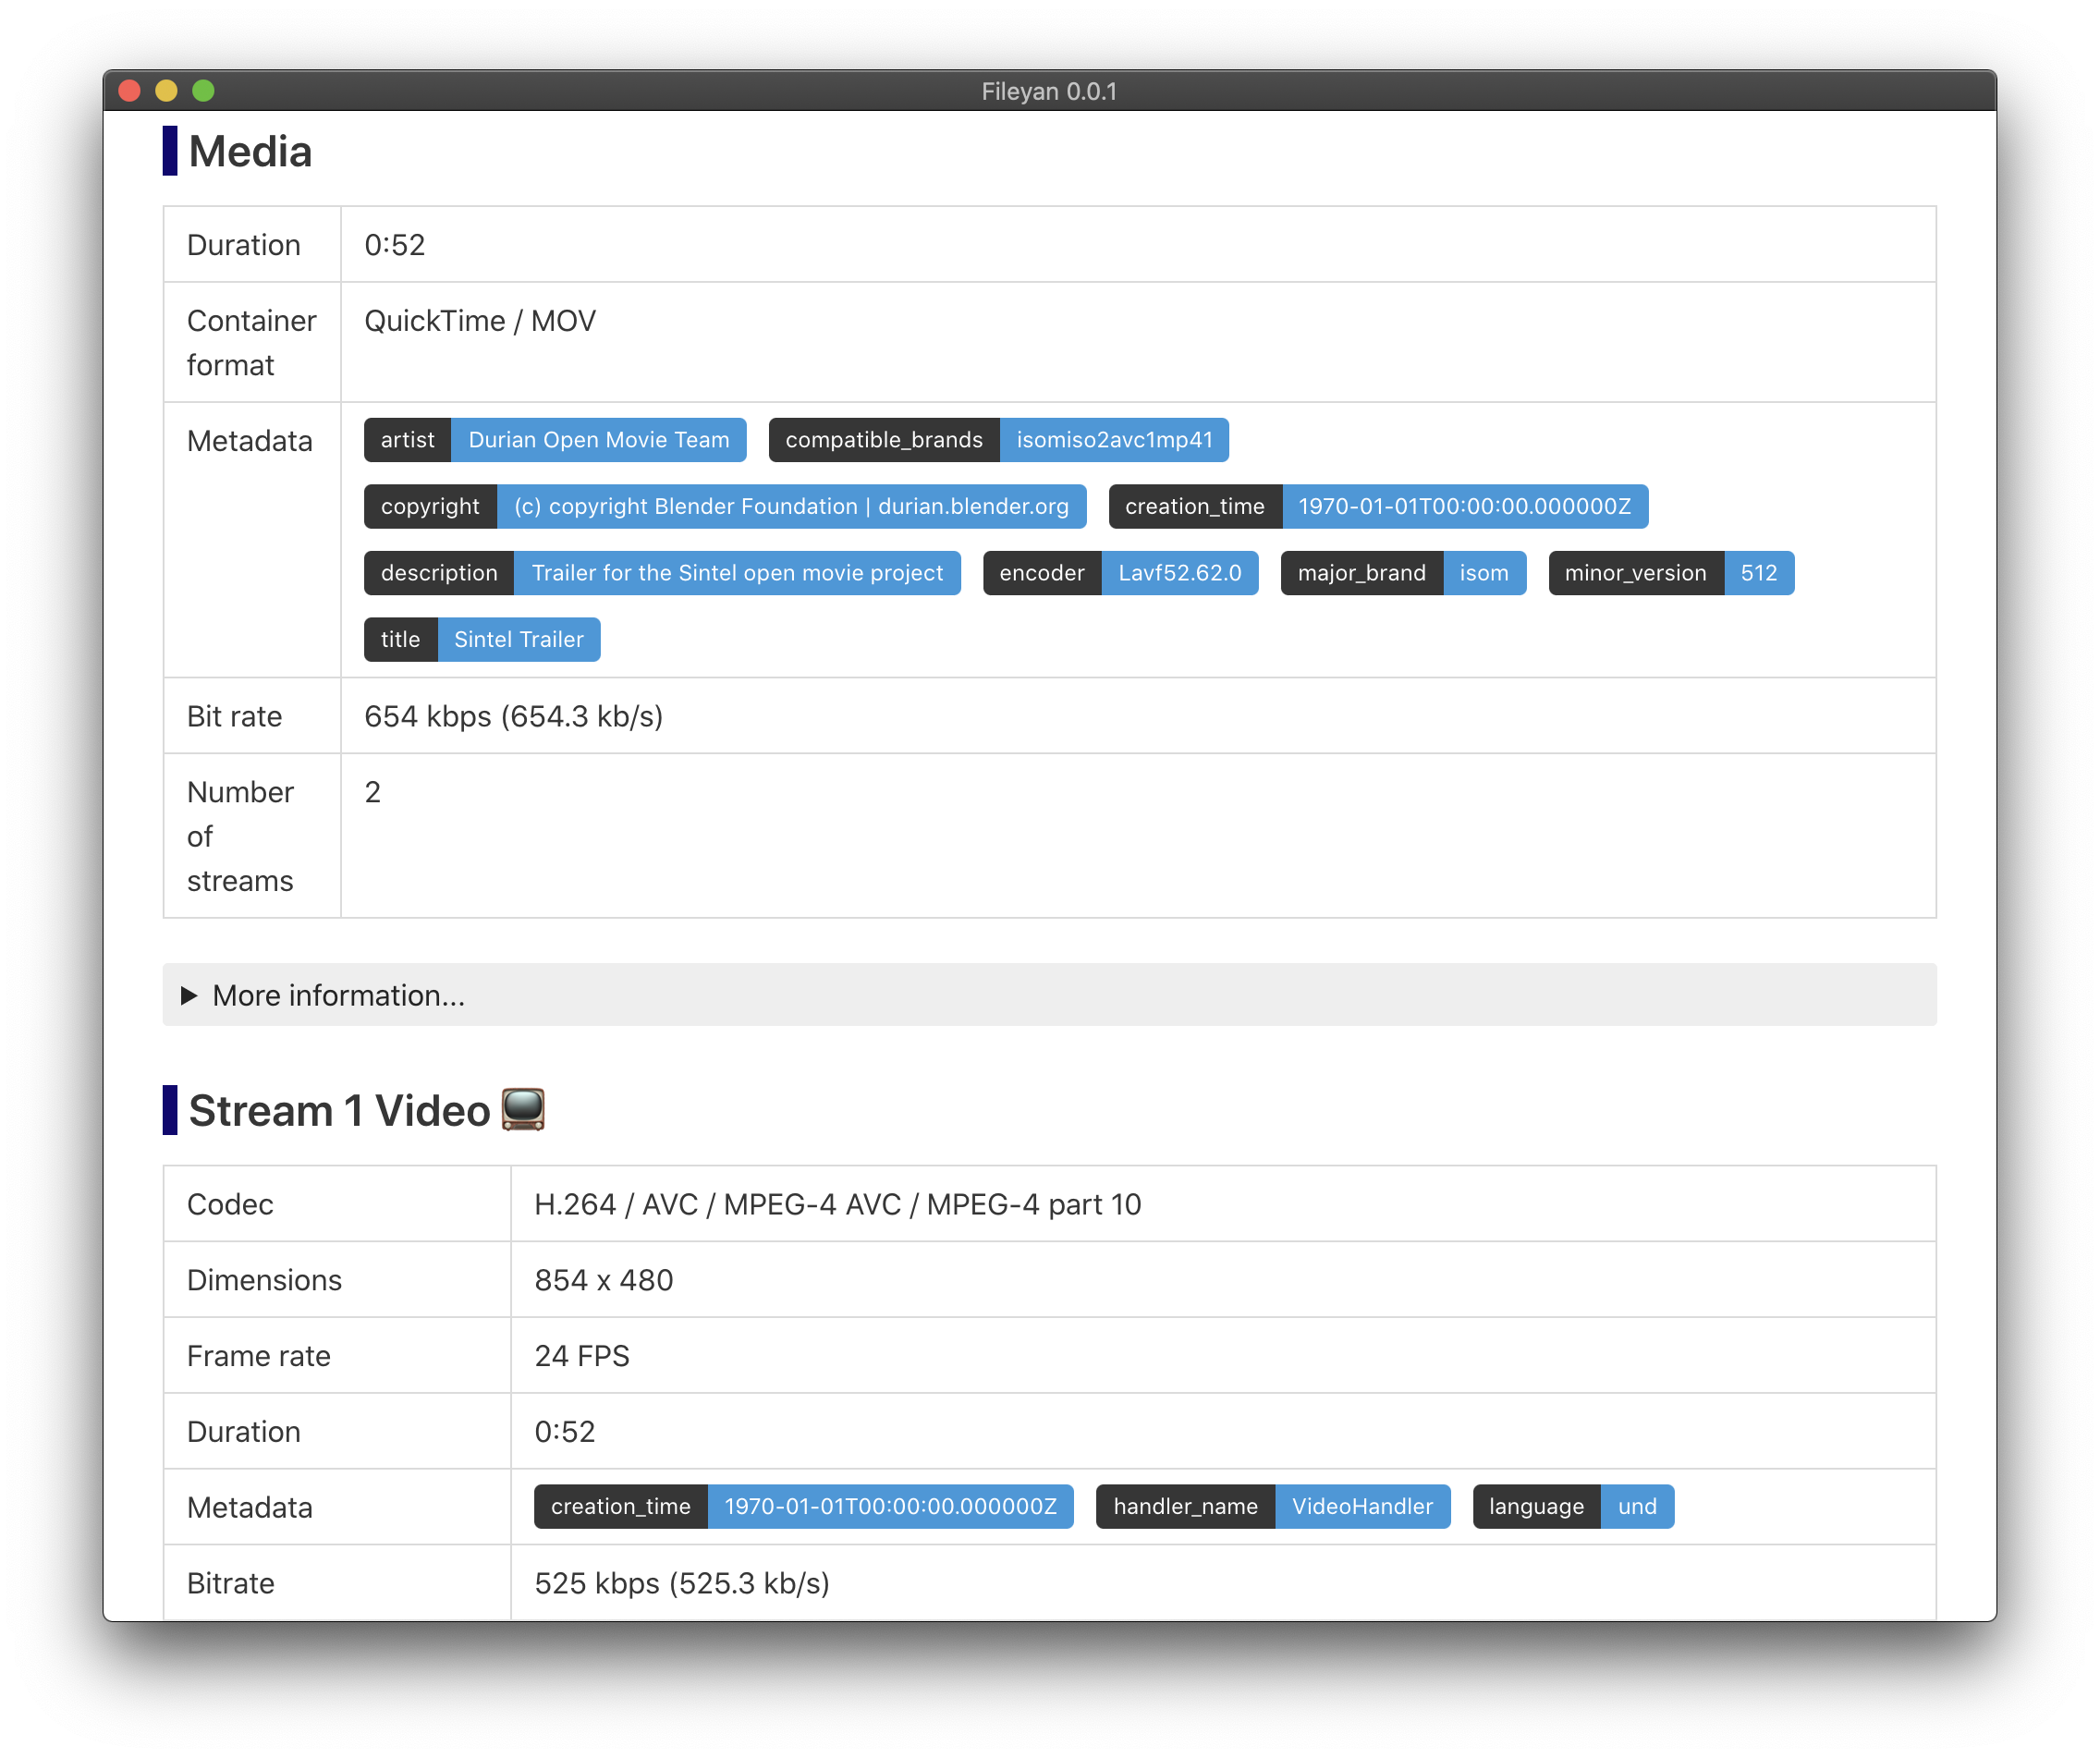 Fileyan 0.0.1
Media
Duration 0:52
Container QuickTime / MOV
format
Metadata artist Durian Open Movie Team compatible_brands isomiso2avc1mp41
copyright (c) copyright Blender Foundation | durian.blender.org creation_time 1970-01-01T00:00:00.000000Z
description Trailer for the Sintel open movie project encoder Lavf52.62.0 major_brand isom minor_version 512
title Sintel Trailer
Bit rate 654 kbps (654.3 kb/s)
Number 2
of
streams
More information...
Stream 1 Video
Codec H.264 / AVC / MPEG-4 AVC / MPEG-4 part 10
Dimensions 854 x 480
Frame rate 24 FPS
Duration 0:52
Metadata creation_time 1970-01-01T00:00:00.000000Z handler_name VideoHandler language und
Bitrate 525 kbps (525.3 kb/s)